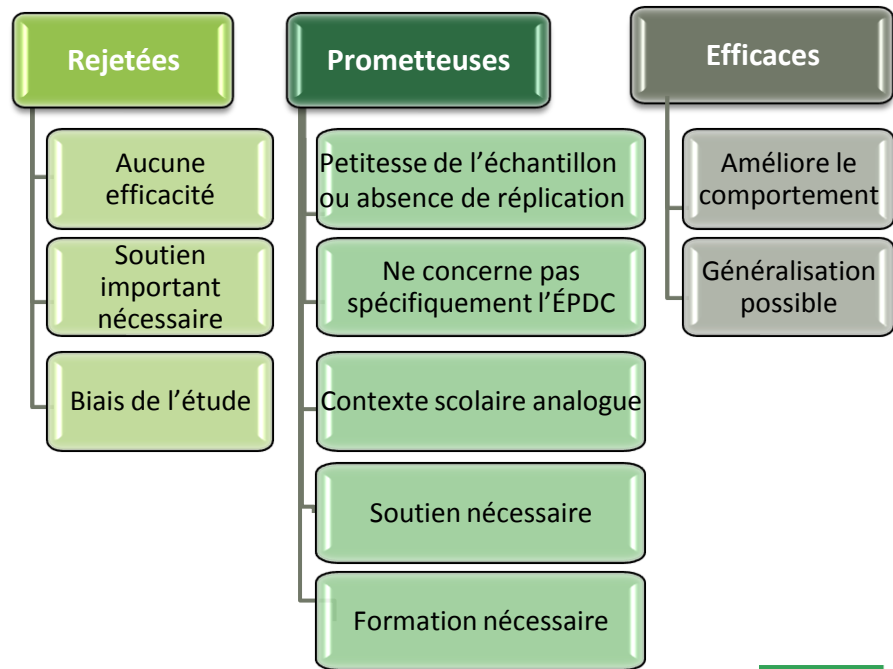 Rejetées
Aucune
efficacité
Soutien
important
nécessaire
Biais de l’étude
Prometteuses
Petitesse de l’échantillon
ou absence de réplication
Ne concerne pas
spécifiquement l’ÉPDC
Contexte scolaire analogue
Soutien nécessaire
Formation nécessaire
Efficaces
Améliore le
comportement
Généralisation
possible